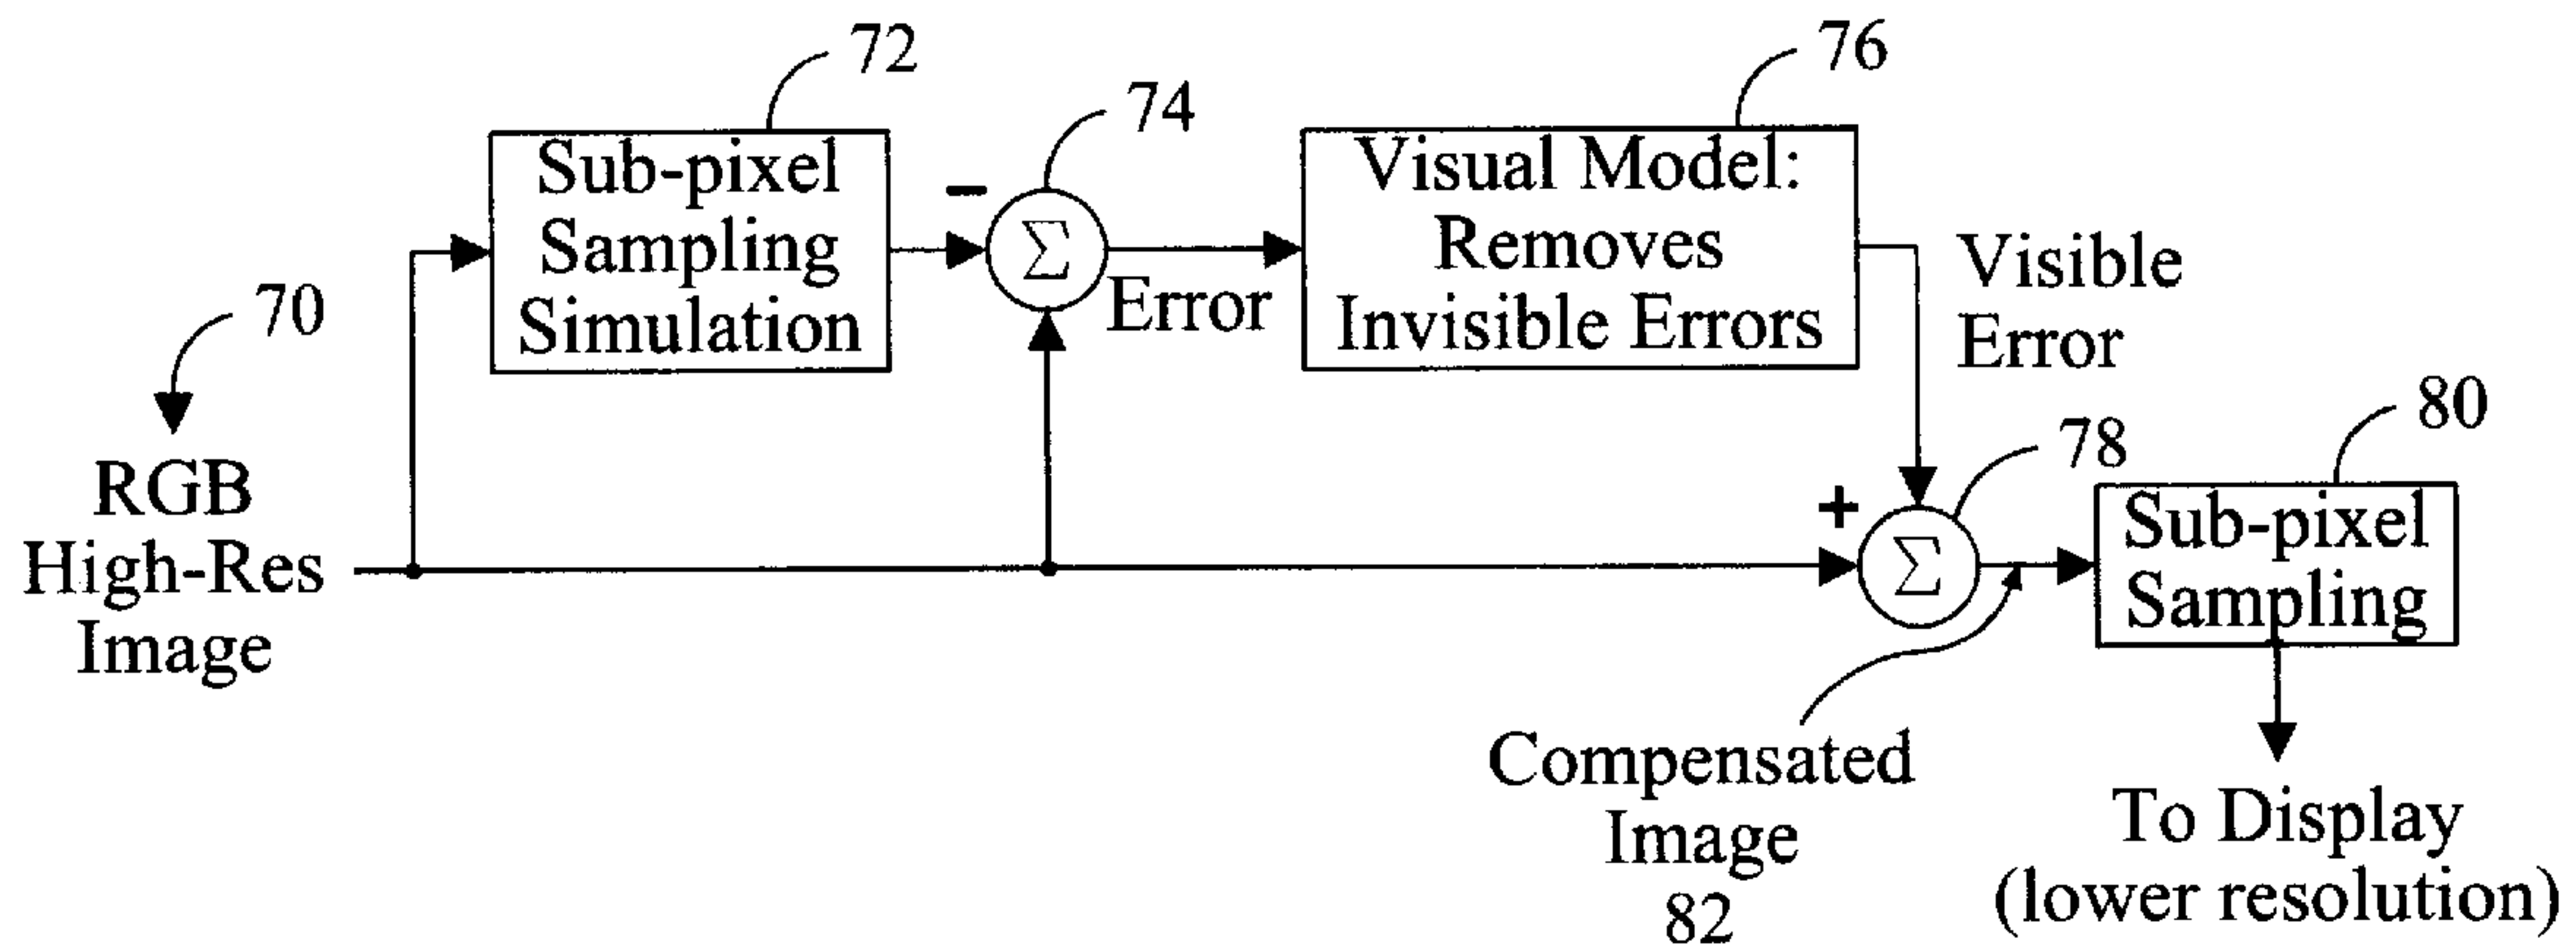 72
76
74
Sub-pixel
Sampling
Simulation
−
Σ
Error
Visual Model:
Removes
Invisible Errors
Visible
Error
70
RGB
High-Res
Image
78
80
+
Σ
Sub-pixel
Sampling
Compensated
Image
82
To Display
(lower resolution)